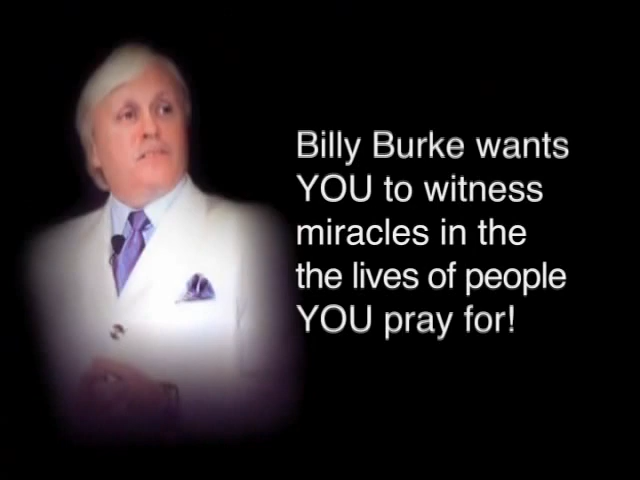 Billy Burke wants
YOU to witness
miracles in the
the lives of people
YOU pray for!